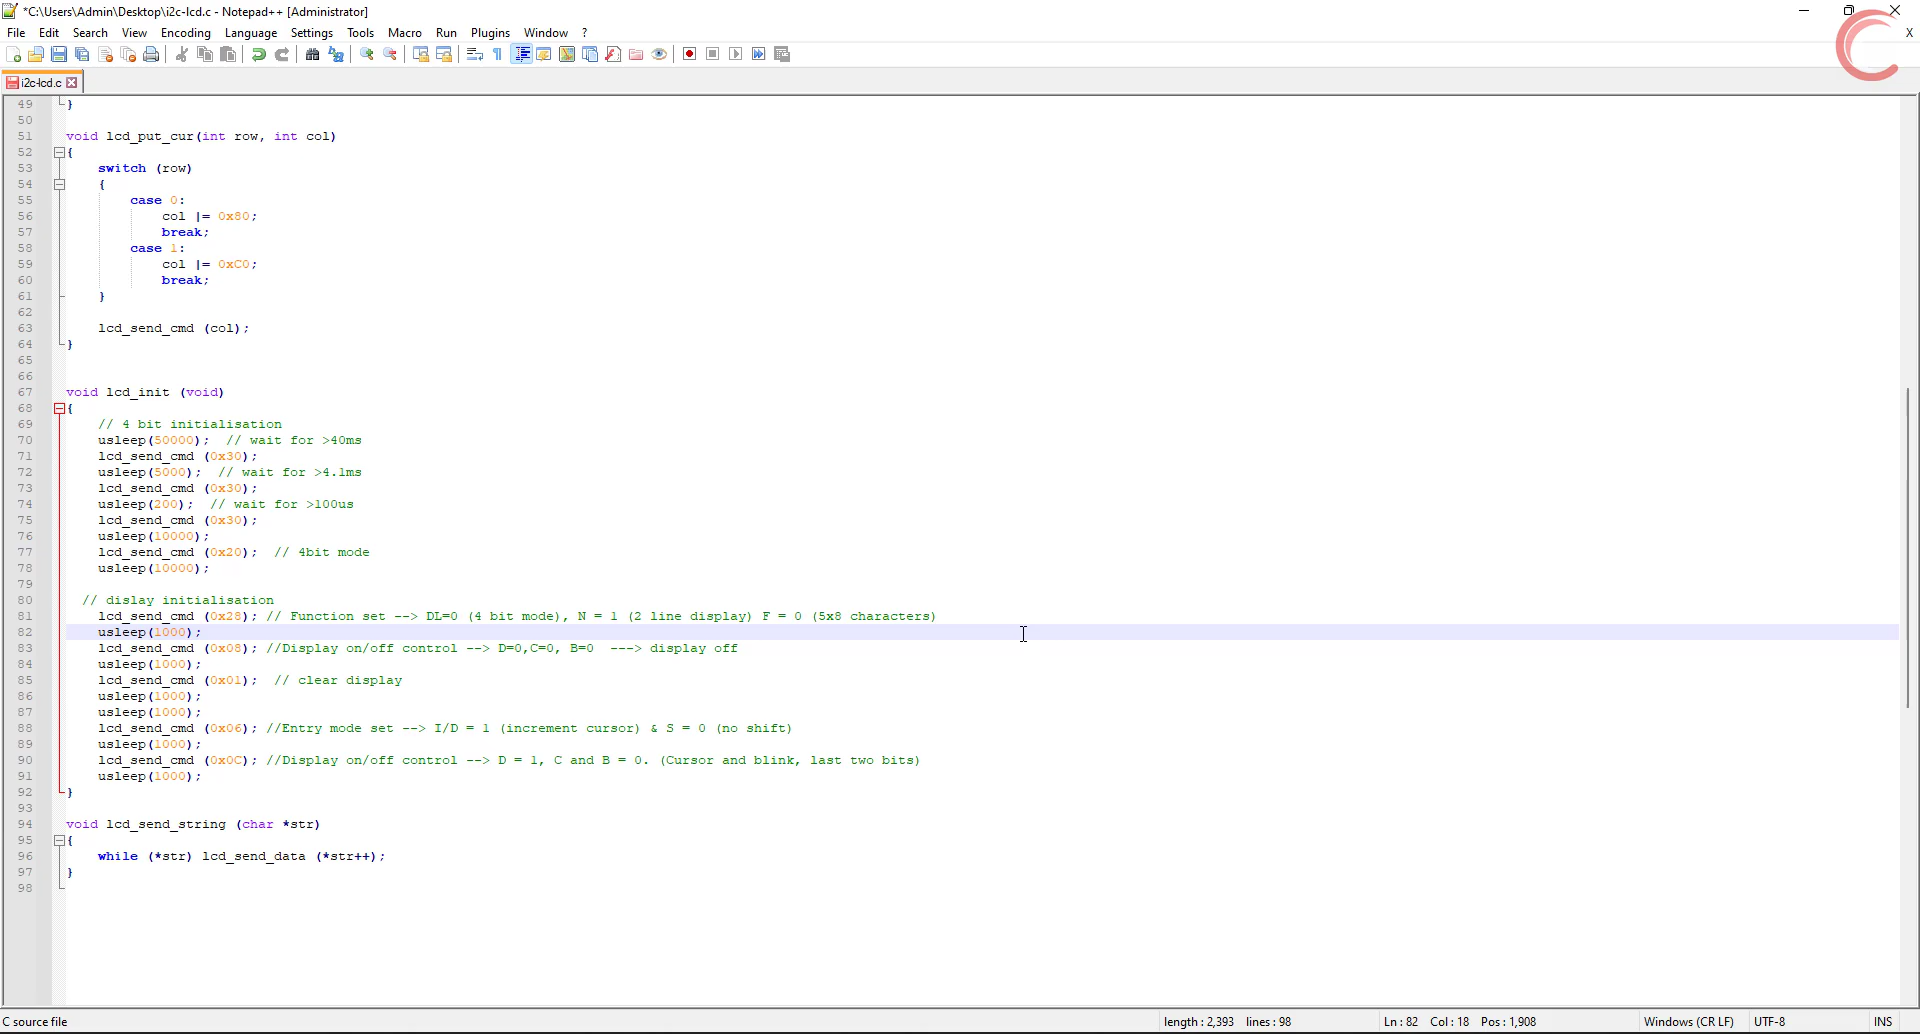 *C:\Users\Admin\Desktop\i2c-lcd.c - Notepad++ [Administrator]
File Edit Search View Encoding Language Settings Tools Macro Run Plugins Window ? X
i2c-lcd.c
49 }
50
51 void lcd_put_cur(int row, int col)
52 {
53 switch (row)
54 {
55 case 0:
56 col |= 0x80;
57 break;
58 case 1:
59 col |= 0xC0;
60 break;
61 }
62
63 lcd_send_cmd (col);
64 }
65
66
67 void lcd_init (void)
68 {
69 // 4 bit initialisation
70 usleep(50000); // wait for >40ms
71 lcd_send_cmd (0x30);
72 usleep(5000); // wait for >4.1ms
73 lcd_send_cmd (0x30);
74 usleep(200); // wait for >100us
75 lcd_send_cmd (0x30);
76 usleep(10000);
77 lcd_send_cmd (0x20); // 4bit mode
78 usleep(10000);
79
80 // dislay initialisation
81 lcd_send_cmd (0x28); // Function set --> DL=0 (4 bit mode), N = 1 (2 line display) F = 0 (5x8 characters)
82 usleep(1000);
83 lcd_send_cmd (0x08); //Display on/off control --> D=0,C=0, B=0 ---> display off
84 usleep(1000);
85 lcd_send_cmd (0x01); // clear display
86 usleep(1000);
87 usleep(1000);
88 lcd_send_cmd (0x06); //Entry mode set --> I/D = 1 (increment cursor) & S = 0 (no shift)
89 usleep(1000);
90 lcd_send_cmd (0x0C); //Display on/off control --> D = 1, C and B = 0. (Cursor and blink, last two bits)
91 usleep(1000);
92 }
93
94 void lcd_send_string (char *str)
95 {
96 while (*str) lcd_send_data (*str++);
97 }
98
C source file length : 2,393 lines : 98 Ln : 82 Col : 18 Pos : 1,908 Windows (CR LF) UTF-8 INS